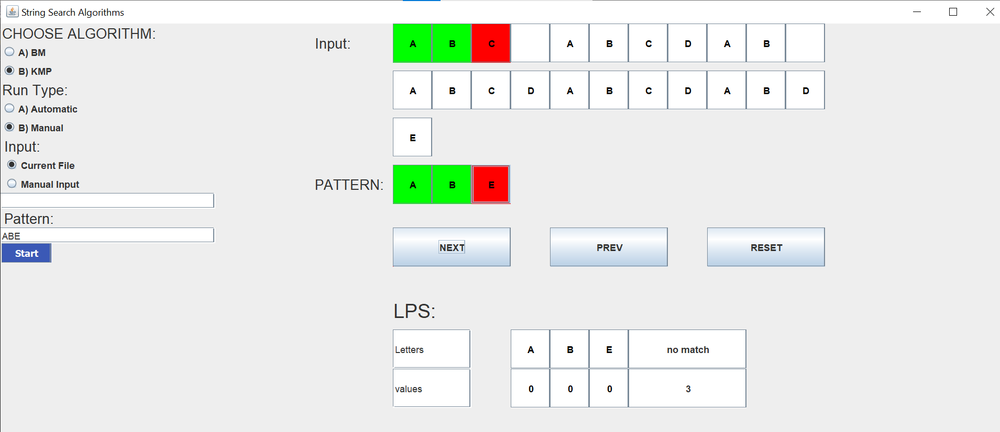 String Search Algorithms
CHOOSE ALGORITHM:
A) BM
B) KMP
Run Type:
A) Automatic
B) Manual
Input:
Current File
Manual Input
Pattern:
ABE
Start
Input:
A B C A B C D A B
A B C D A B C D A B D
E
PATTERN:
A B E
NEXT PREV RESET
LPS:
Letters A B E no match
values 0 0 0 3